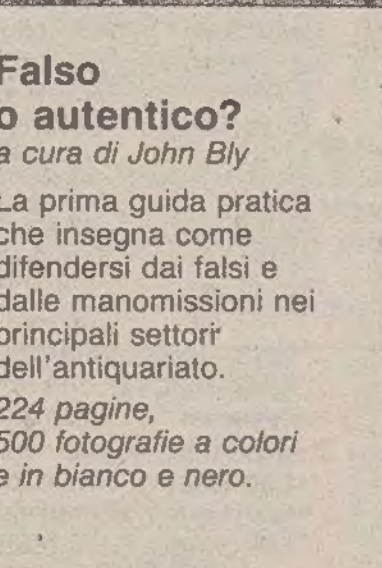 Falso
o autentico?
a cura di John Bly
La prima guida pratica
che insegna come
difendersi dai falsi e
dalle manomissioni nei
principali settori
dell'antiquariato.
224 pagine,
500 fotografie a colori
e in bianco e nero.